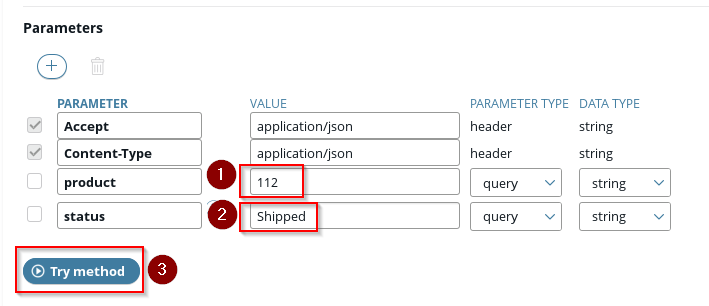 Parameters
PARAMETER VALUE PARAMETER TYPE DATA TYPE
Accept application/json header string
Content-Type application/json header string
product 1 112 query string
status 2 Shipped query string
Try method 3